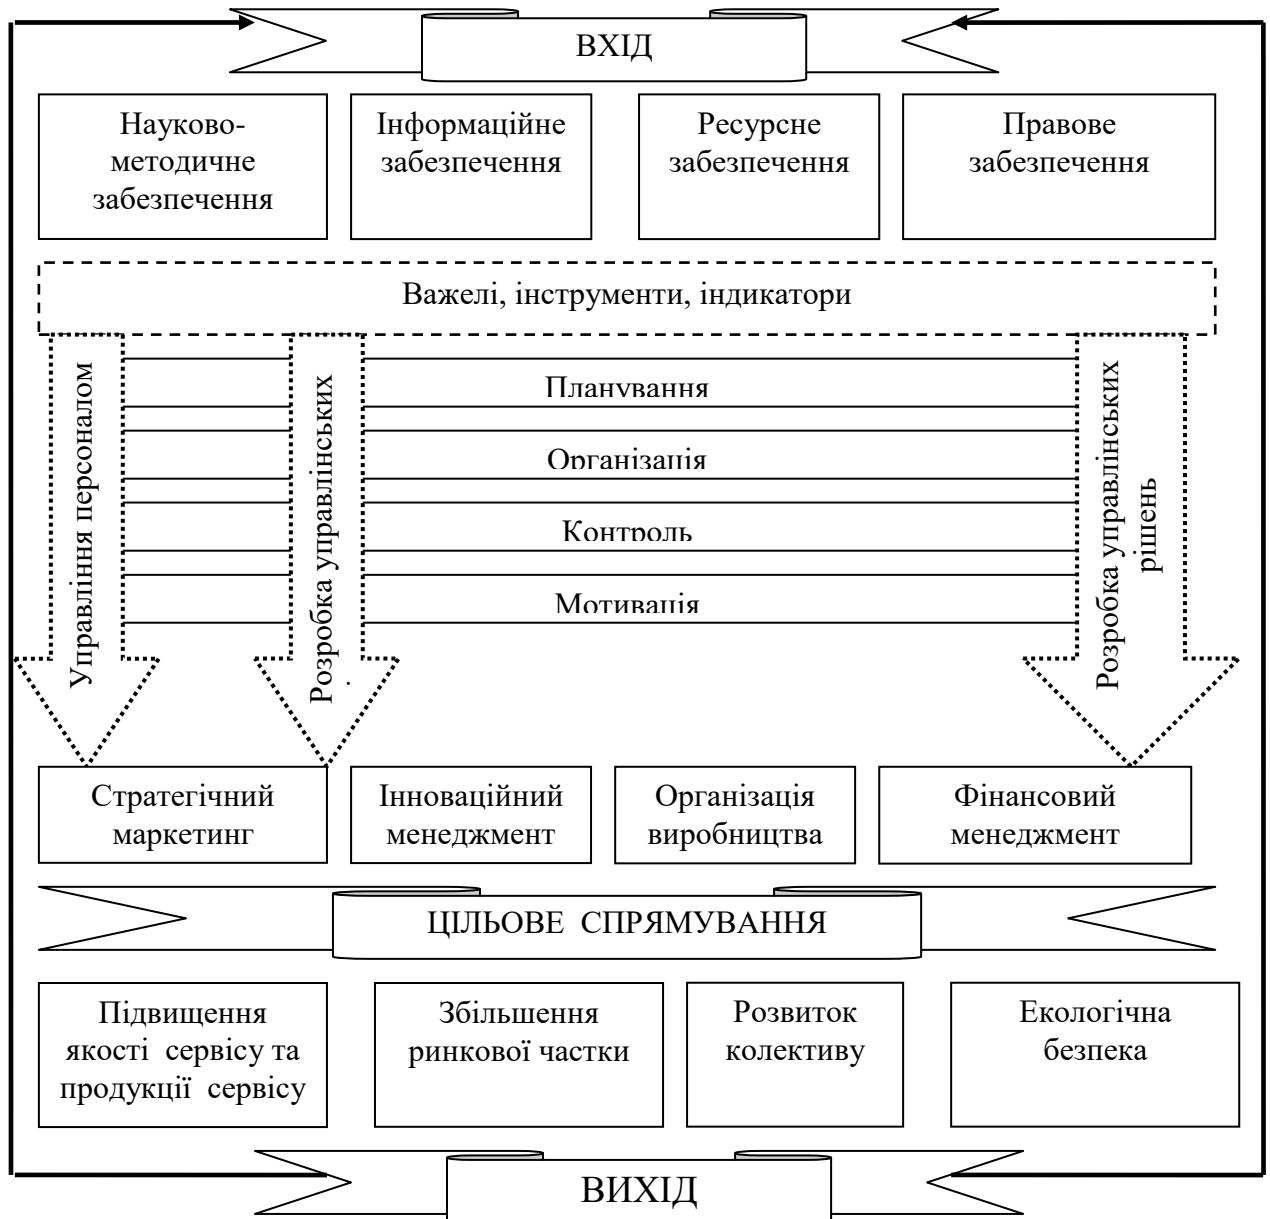 ВХІД
Науково-
методичне
забезпечення
Інформаційне
забезпечення
Ресурсне
забезпечення
Правове
забезпечення
Важелі, інструменти, індикатори
Управління персоналом
Розробка управлінських
Планування
Організація
Контроль
Мотивація
Розробка управлінських
рішень
Стратегічний
маркетинг
Інноваційний
менеджмент
Організація
виробництва
Фінансовий
менеджмент
ЦІЛЬОВЕ СПРЯМУВАННЯ
Підвищення
якості сервісу та
продукції сервісу
Збільшення
ринкової частки
Розвиток
колективу
Екологічна
безпека
ВИХІД